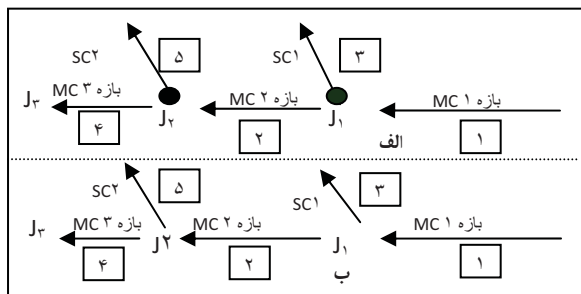 SC۲ ۵ SC۱ ۳
J۳ بازه MC ۳ بازه MC ۲ بازه MC ۱
J۲ J۱
۴ ۲ الف ۱
SC۲ ۵ SC۱ ۳
J۳ بازه MC ۳ بازه MC ۲ بازه MC ۱
J۲ J۱
۴ ۲ ب ۱